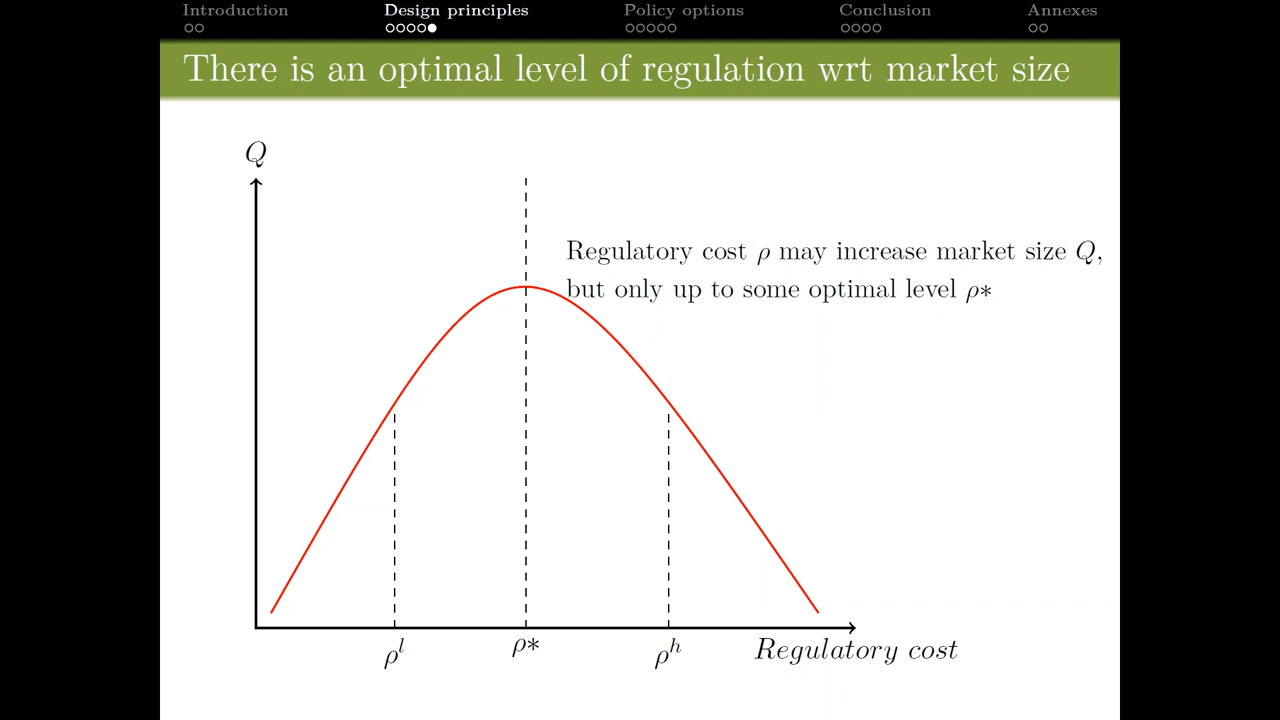 Introduction Design principles Policy options Conclusion Annexes
There is an optimal level of regulation wrt market size
Q
Regulatory cost ρ may increase market size Q,
but only up to some optimal level ρ*
ρ^l ρ* ρ^h Regulatory cost